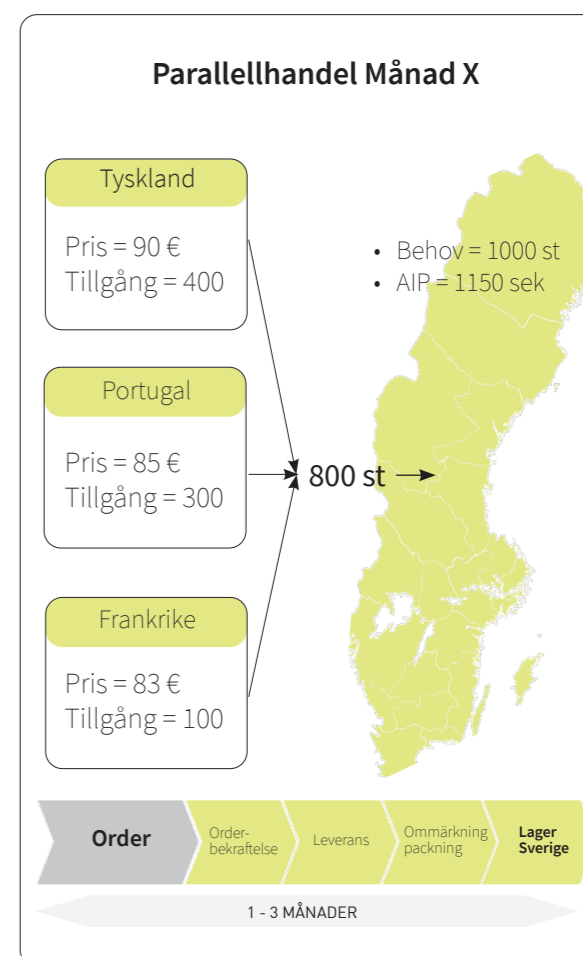 Parallellhandel Månad X
Tyskland
Pris = 90 €
Tillgång = 400
• Behov = 1000 st
• AIP = 1150 sek
Portugal
Pris = 85 €
Tillgång = 300
800 st
Frankrike
Pris = 83 €
Tillgång = 100
Order
Order-
bekraftelse
Leverans
Ommärkning
packning
Lager
Sverige
1 - 3 MÅNADER